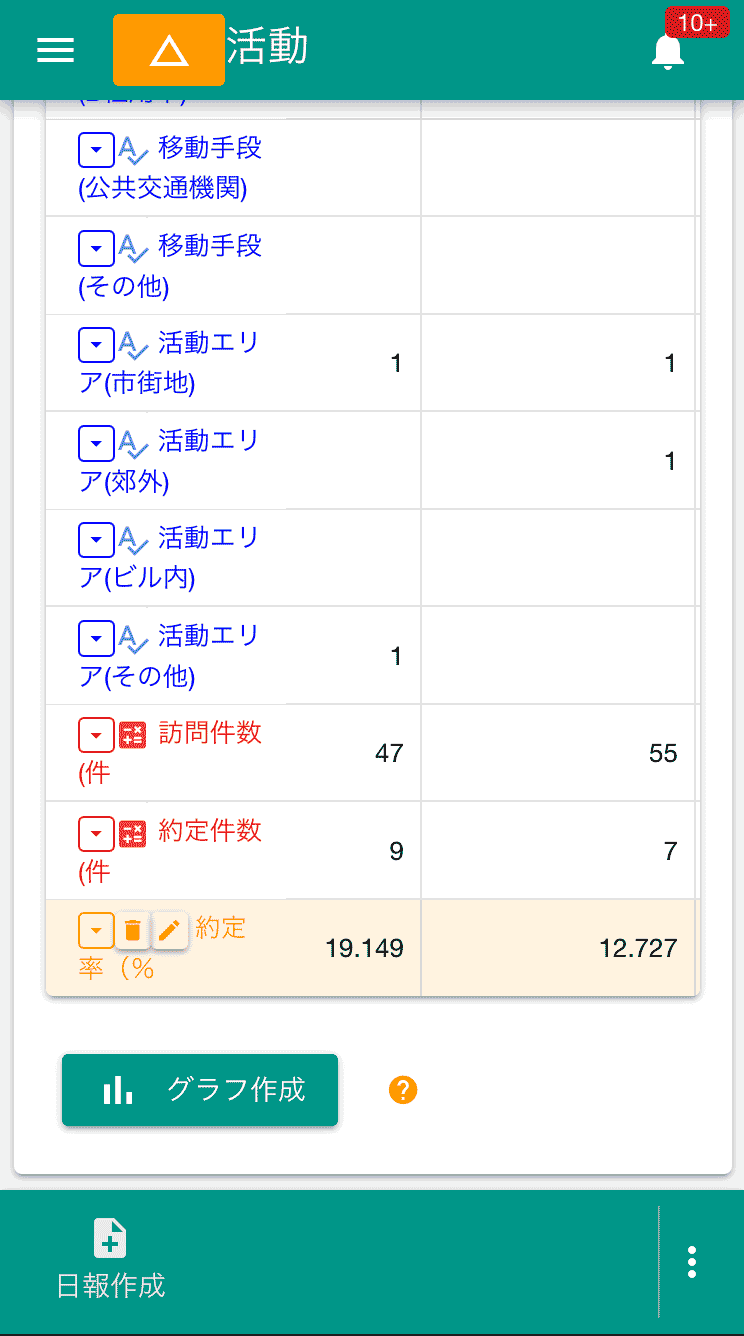 活動
10+
移動手段
(公共交通機関)
移動手段
(その他)
活動エリ
ア(市街地)
1
1
活動エリ
ア(郊外)
1
活動エリ
ア(ビル内)
活動エリ
ア(その他)
1
訪問件数
(件
47
55
約定件数
(件
9
7
約定
率（%
19.149
12.727
グラフ作成
?
日報作成